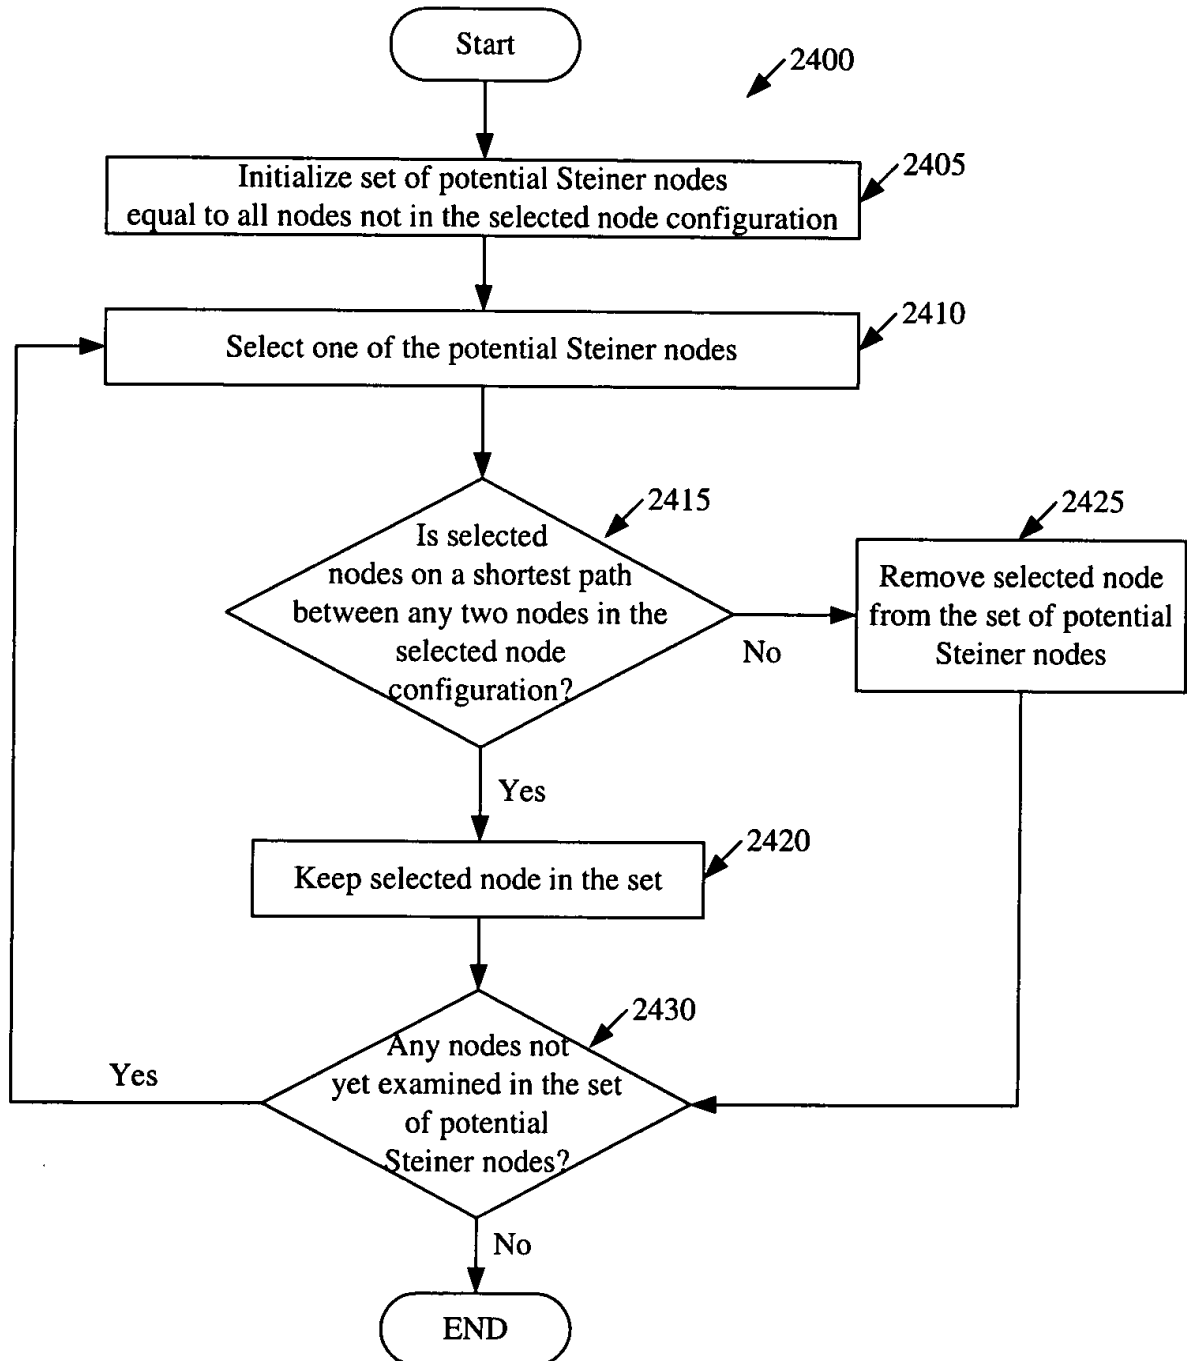 Start
2400
Initialize set of potential Steiner nodes
equal to all nodes not in the selected node configuration
2405
Select one of the potential Steiner nodes
2410
Is selected
nodes on a shortest path
between any two nodes in the
selected node
configuration?
2415
No
Remove selected node
from the set of potential
Steiner nodes
2425
Yes
Keep selected node in the set
2420
Any nodes not
yet examined in the set
of potential
Steiner nodes?
2430
Yes
No
END